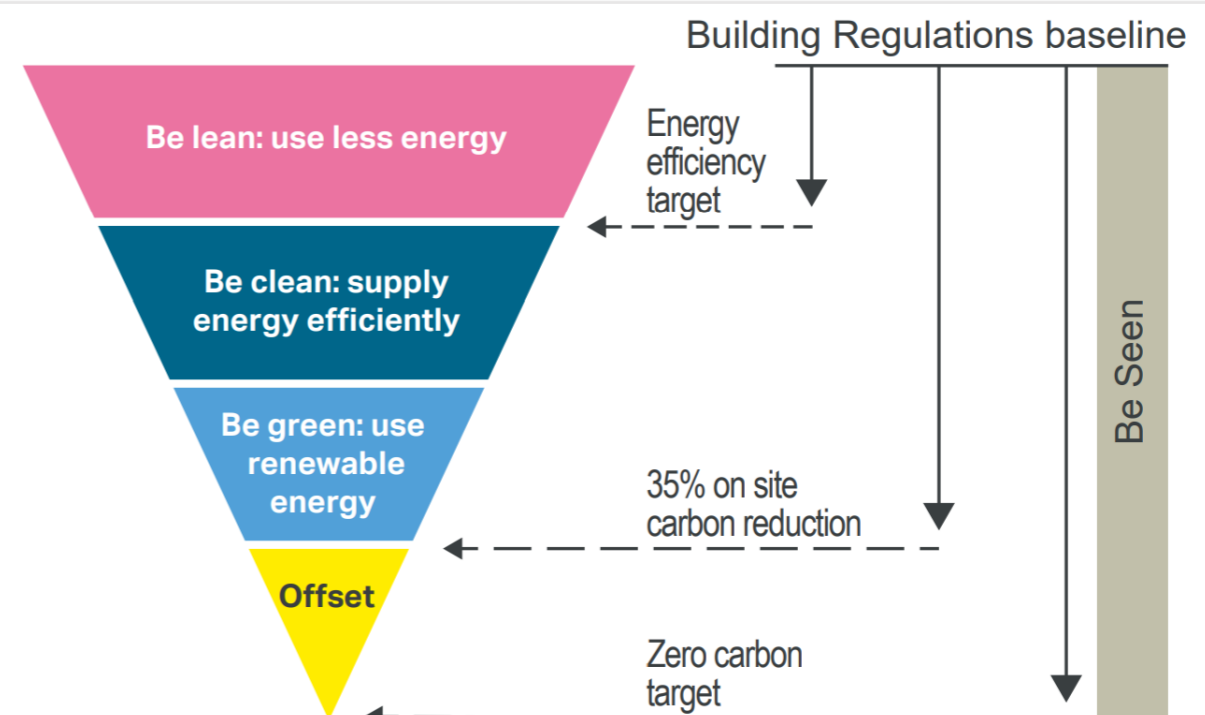 Building Regulations baseline
Be lean: use less energy
Energy
efficiency
target
Be clean: supply
energy efficiently
Be Seen
Be green: use
renewable
energy
35% on site
carbon reduction
Offset
Zero carbon
target